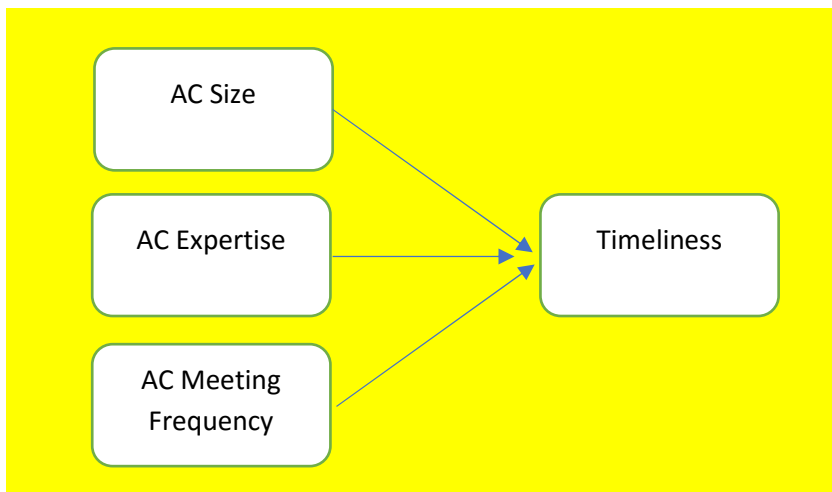 AC Size
AC Expertise
Timeliness
AC Meeting
Frequency